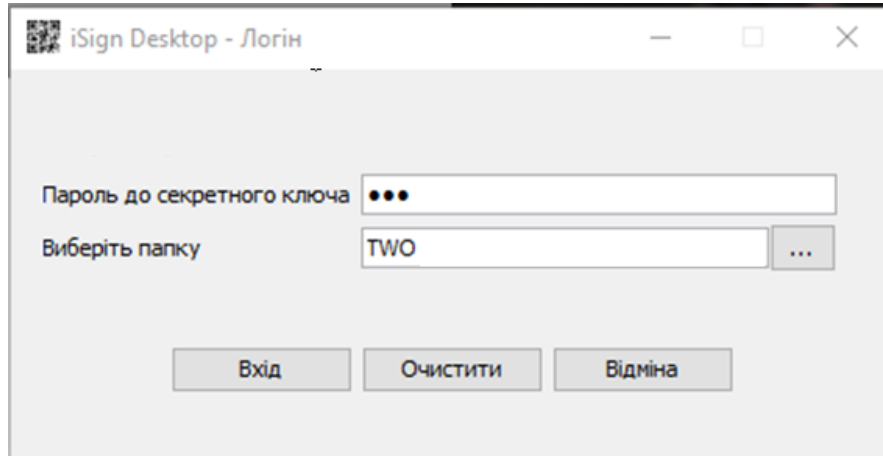 iSign Desktop - Логін
Пароль до секретного ключа ●●●
Виберіть папку TWO ...
Вхід Очистити Відміна